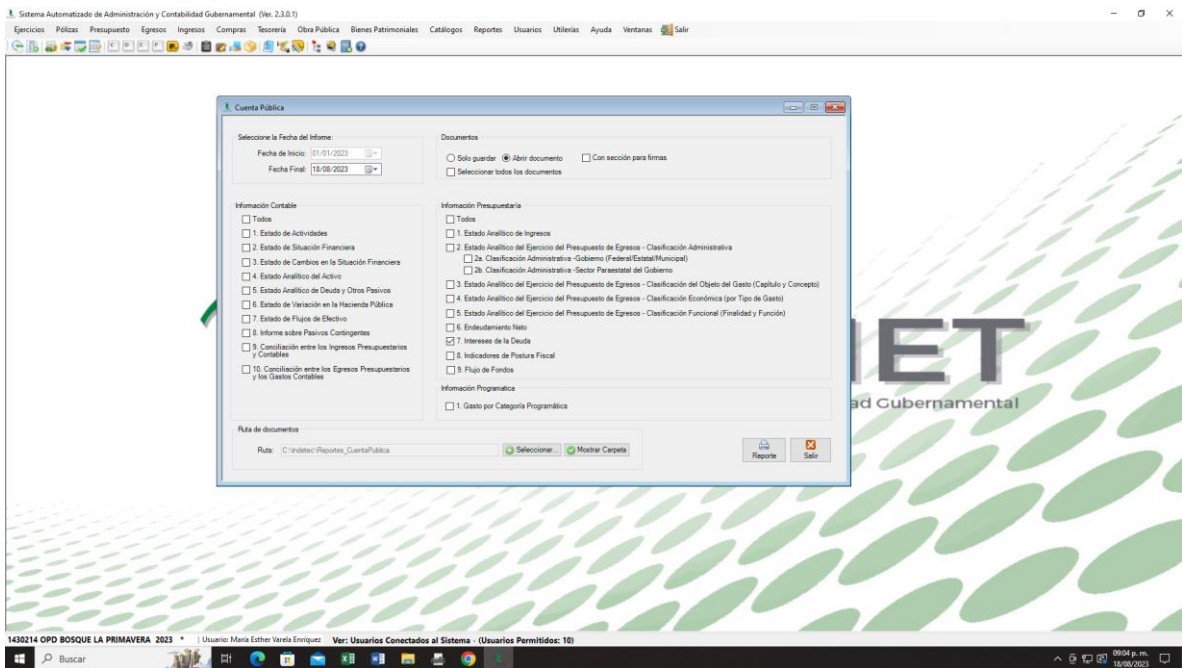 Sistema Automatizado de Administración y Contabilidad Gubernamental (Ver. 2.3.0.1)
Ejercicios Pólizas Presupuesto Egresos Ingresos Compras Tesorería Obra Pública Bienes Patrimoniales Catálogos Reportes Usuarios Utilerías Ayuda Ventanas Salir
Cuenta Pública
Seleccione la Fecha del Informe:
Fecha de Inicio: 01/01/2023
Fecha Final: 18/08/2023
Documentos
Solo guardar Abrir documento Con sección para firmas
Seleccionar todos los documentos
Información Contable
Todos
1. Estado de Actividades
2. Estado de Situación Financiera
3. Estado de Cambios en la Situación Financiera
4. Estado Analítico del Activo
5. Estado Analítico de Deuda y Otros Pasivos
6. Estado de Variación en la Hacienda Pública
7. Estado de Flujos de Efectivo
8. Informe sobre Pasivos Contingentes
9. Conciliación entre los Ingresos Presupuestarios
y Contables
10. Conciliación entre los Egresos Presupuestarios
y los Gastos Contables
Información Presupuestaria
Todos
1. Estado Analítico de Ingresos
2. Estado Analítico del Ejercicio del Presupuesto de Egresos - Clasificación Administrativa
2a. Clasificación Administrativa -Gobierno (Federal/Estatal/Municipal)
2b. Clasificación Administrativa -Sector Paraestatal del Gobierno
3. Estado Analítico del Ejercicio del Presupuesto de Egresos - Clasificación del Objeto del Gasto (Capítulo y Concepto)
4. Estado Analítico del Ejercicio del Presupuesto de Egresos - Clasificación Económica (por Tipo de Gasto)
5. Estado Analítico del Ejercicio del Presupuesto de Egresos - Clasificación Funcional (Finalidad y Función)
6. Endeudamiento Neto
7. Intereses de la Deuda
8. Indicadores de Postura Fiscal
9. Flujo de Fondos
Información Programatica
1. Gasto por Categoría Programática
Ruta de documentos
Ruta: C:\Indetec\Reportes_CuentaPublica Seleccionar... Mostrar Carpeta
Reporte Salir
NET
ad Gubernamental
1430214 OPD BOSQUE LA PRIMAVERA 2023 * | Usuario: María Esther Varela Enríquez Ver: Usuarios Conectados al Sistema - (Usuarios Permitidos: 10)
Buscar
09:04 p. m.
18/08/2023